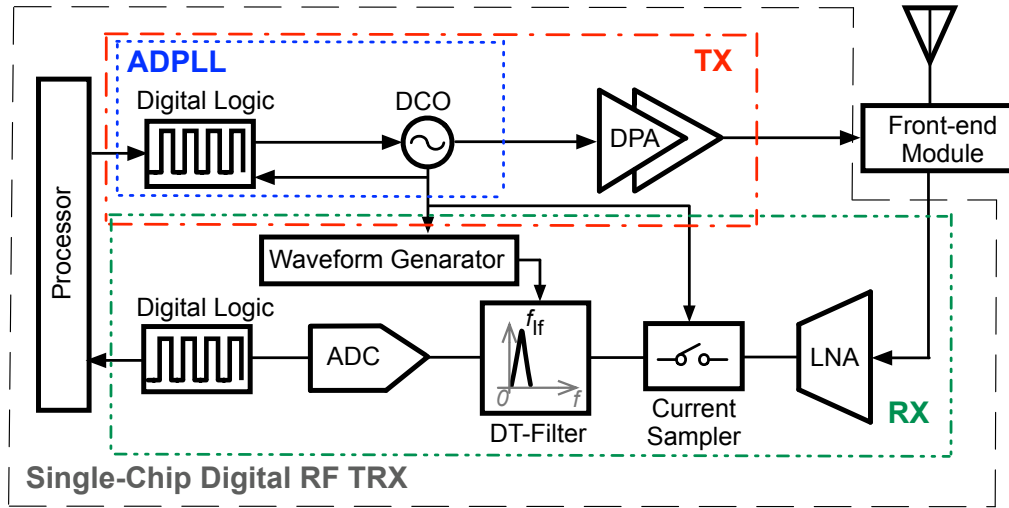 ADPLL
TX
Digital Logic
DCO
DPA
Front-end
Module
Processor
Waveform Genarator
Digital Logic
ADC
fIf
0
f
DT-Filter
Current
Sampler
LNA
RX
Single-Chip Digital RF TRX